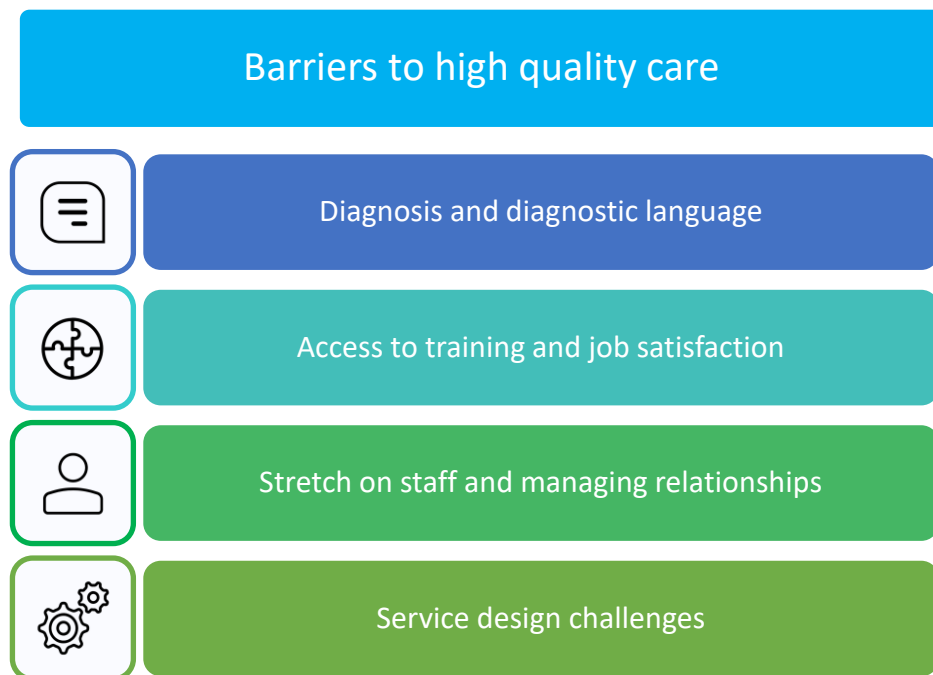 Barriers to high quality care
Diagnosis and diagnostic language
Access to training and job satisfaction
Stretch on staff and managing relationships
Service design challenges